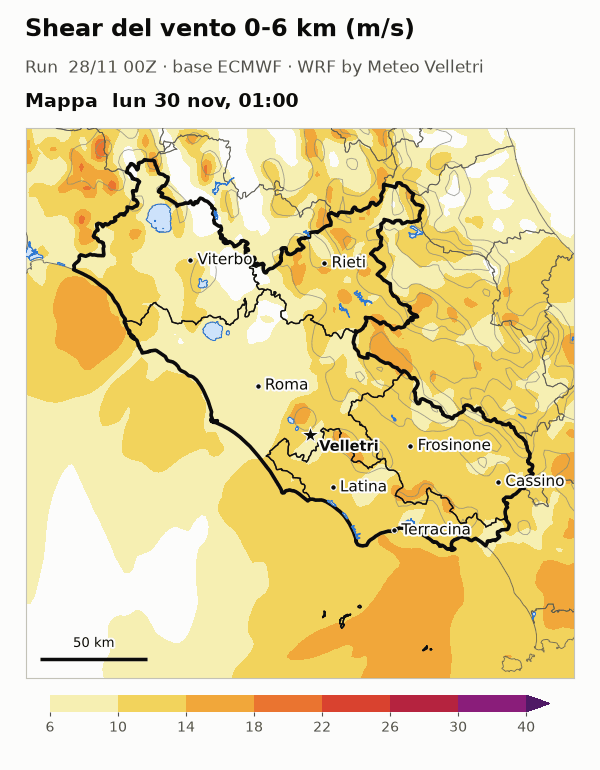 Shear del vento 0-6 km (m/s)
Run  28/11 00Z · base ECMWF · WRF by Meteo Velletri
Mappa  lun 30 nov, 01:00
Viterbo
Rieti
Roma
Velletri
Frosinone
Cassino
Latina
Terracina
50 km
6 10 14 18 22 26 30 40